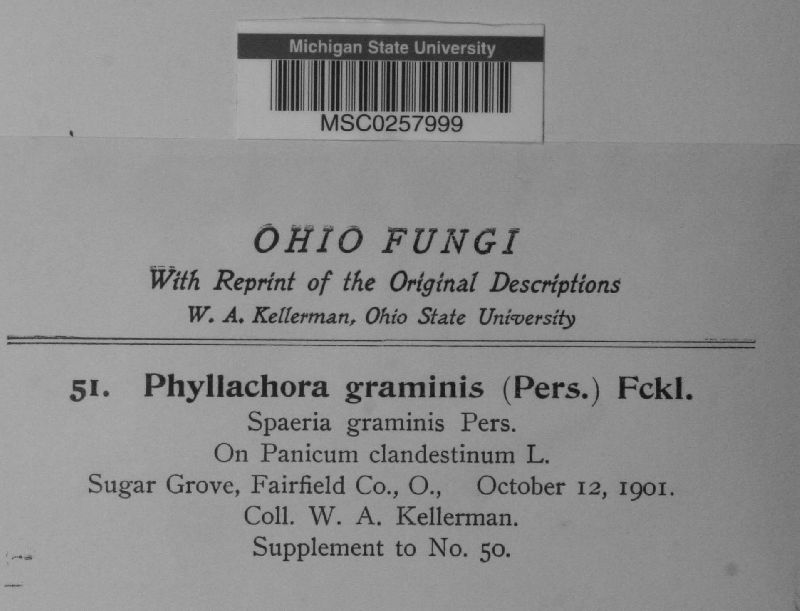 Michigan State University
MSC0257999
OHIO FUNGI
With Reprint of the Original Descriptions
W. A. Kellerman, Ohio State University
51. Phyllachora graminis (Pers.) Fckl.
Spaeria graminis Pers.
On Panicum clandestinum L.
Sugar Grove, Fairfield Co., O., October 12, 1901.
Coll. W. A. Kellerman.
Supplement to No. 50.